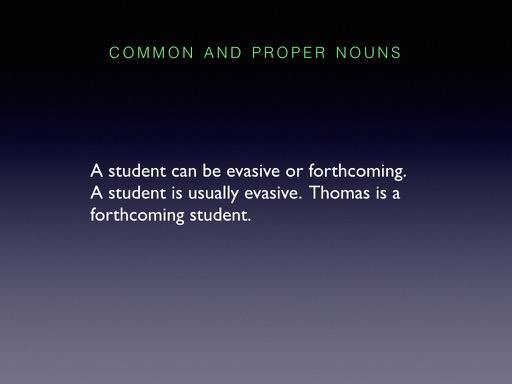 COMMON AND PROPER NOUNS
A student can be evasive or forthcoming.
A student is usually evasive. Thomas is a
forthcoming student.